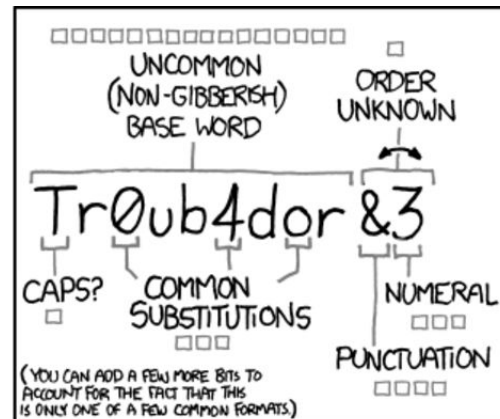 UNCOMMON
(NON-GIBBERISH)
BASE WORD
ORDER
UNKNOWN
Tr0ub4dor &3
CAPS?
COMMON
SUBSTITUTIONS
NUMERAL
PUNCTUATION
(YOU CAN ADD A FEW MORE BITS TO
ACCOUNT FOR THE FACT THAT THIS
IS ONLY ONE OF A FEW COMMON FORMATS.)